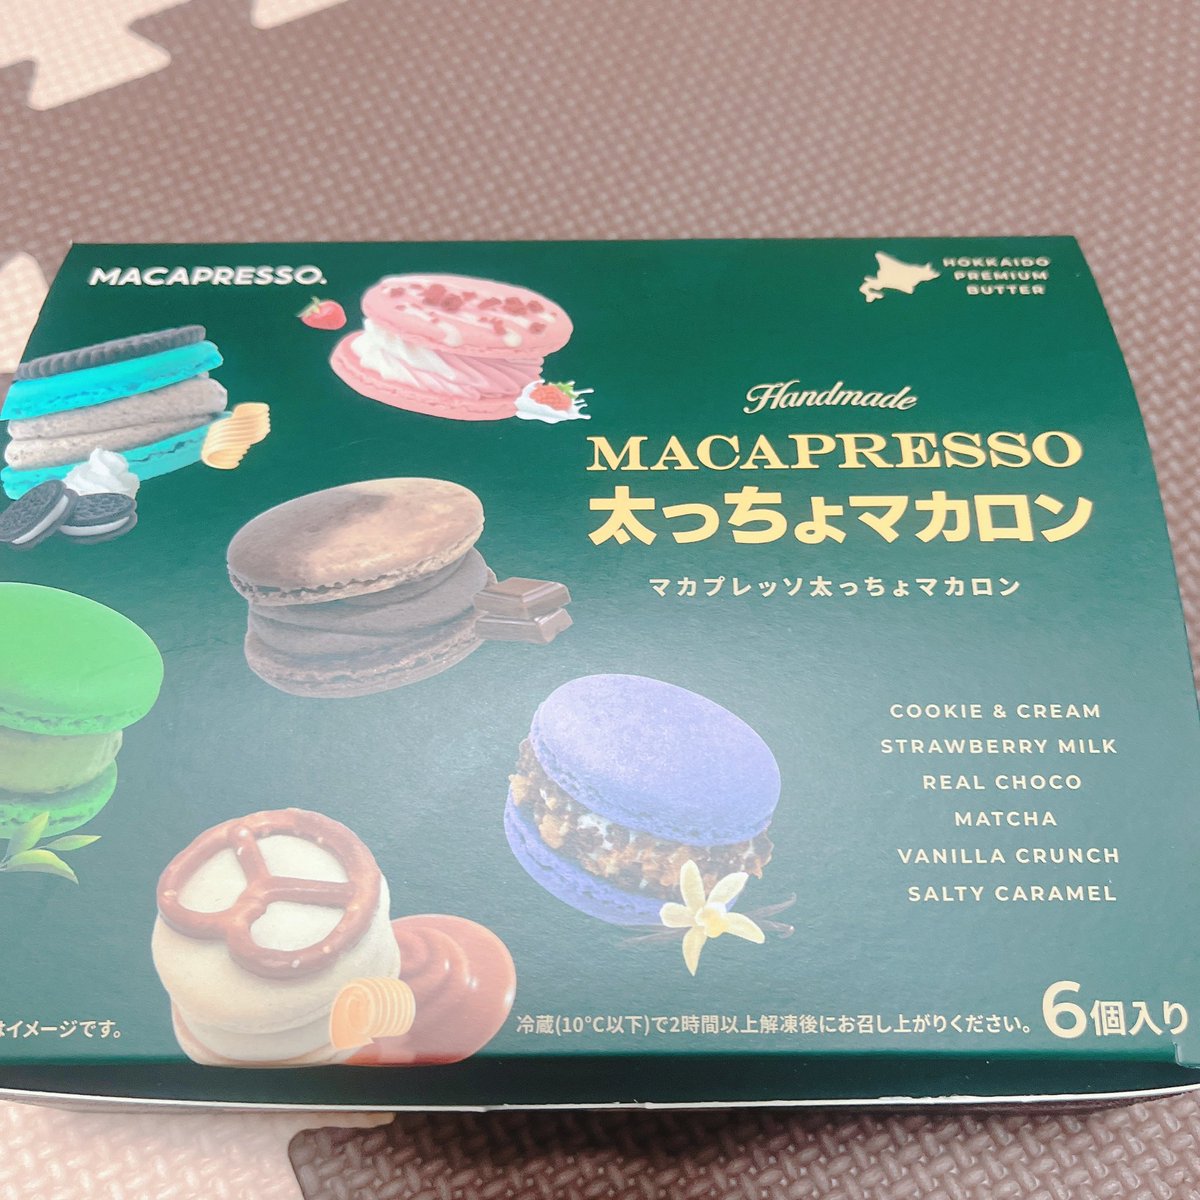 MACAPRESSO.
HOKKAIDO
PREMIUM
BUTTER
Handmade
MACAPRESSO
太っちょマカロン
マカプレッソ太っちょマカロン
COOKIE & CREAM
STRAWBERRY MILK
REAL CHOCO
MATCHA
VANILLA CRUNCH
SALTY CARAMEL
はイメージです。
冷蔵(10°C以下)で2時間以上解凍後にお召し上がりください。
6個入り